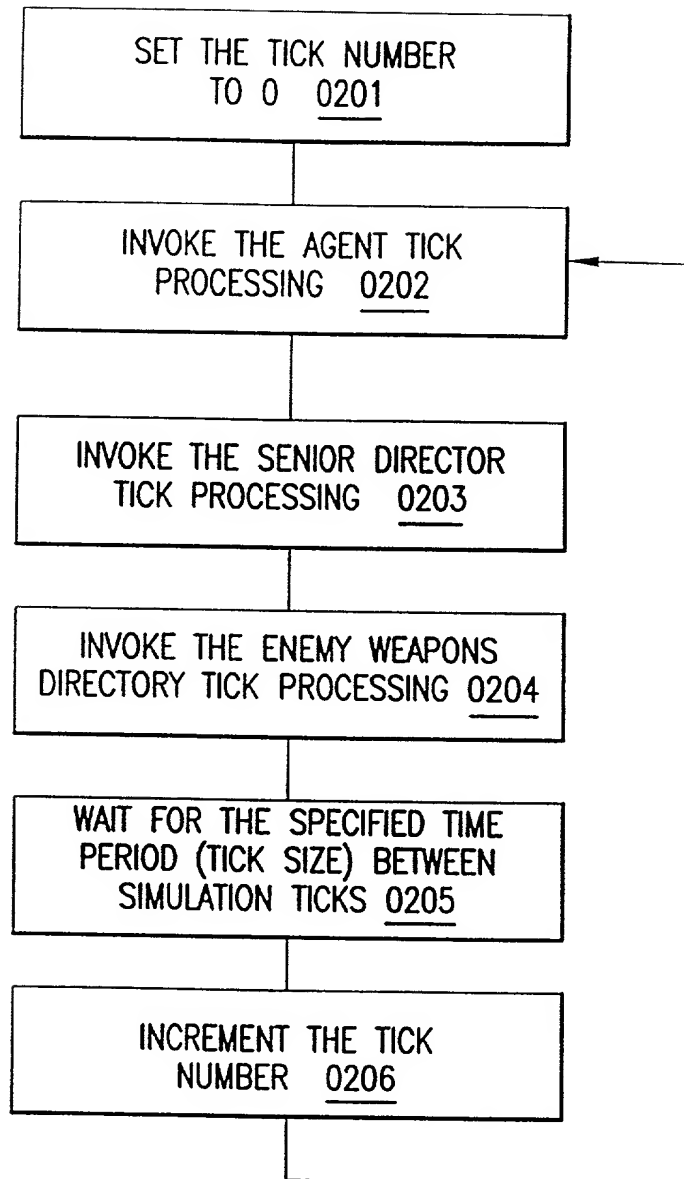 SET THE TICK NUMBER
TO 0 0201
INVOKE THE AGENT TICK
PROCESSING 0202
INVOKE THE SENIOR DIRECTOR
TICK PROCESSING 0203
INVOKE THE ENEMY WEAPONS
DIRECTORY TICK PROCESSING 0204
WAIT FOR THE SPECIFIED TIME
PERIOD (TICK SIZE) BETWEEN
SIMULATION TICKS 0205
INCREMENT THE TICK
NUMBER 0206